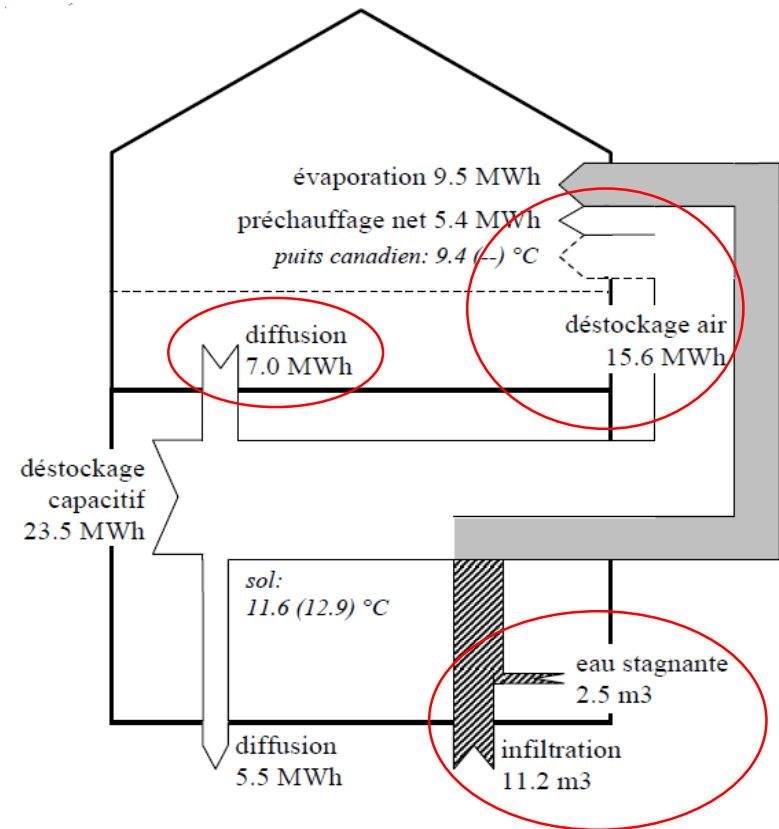 évaporation 9.5 MWh
préchauffage net 5.4 MWh
puits canadien: 9.4 (--) °C
déstockage air
15.6 MWh
diffusion
7.0 MWh
déstockage
capacitif
23.5 MWh
sol:
11.6 (12.9) °C
eau stagnante
2.5 m3
diffusion
5.5 MWh
infiltration
11.2 m3